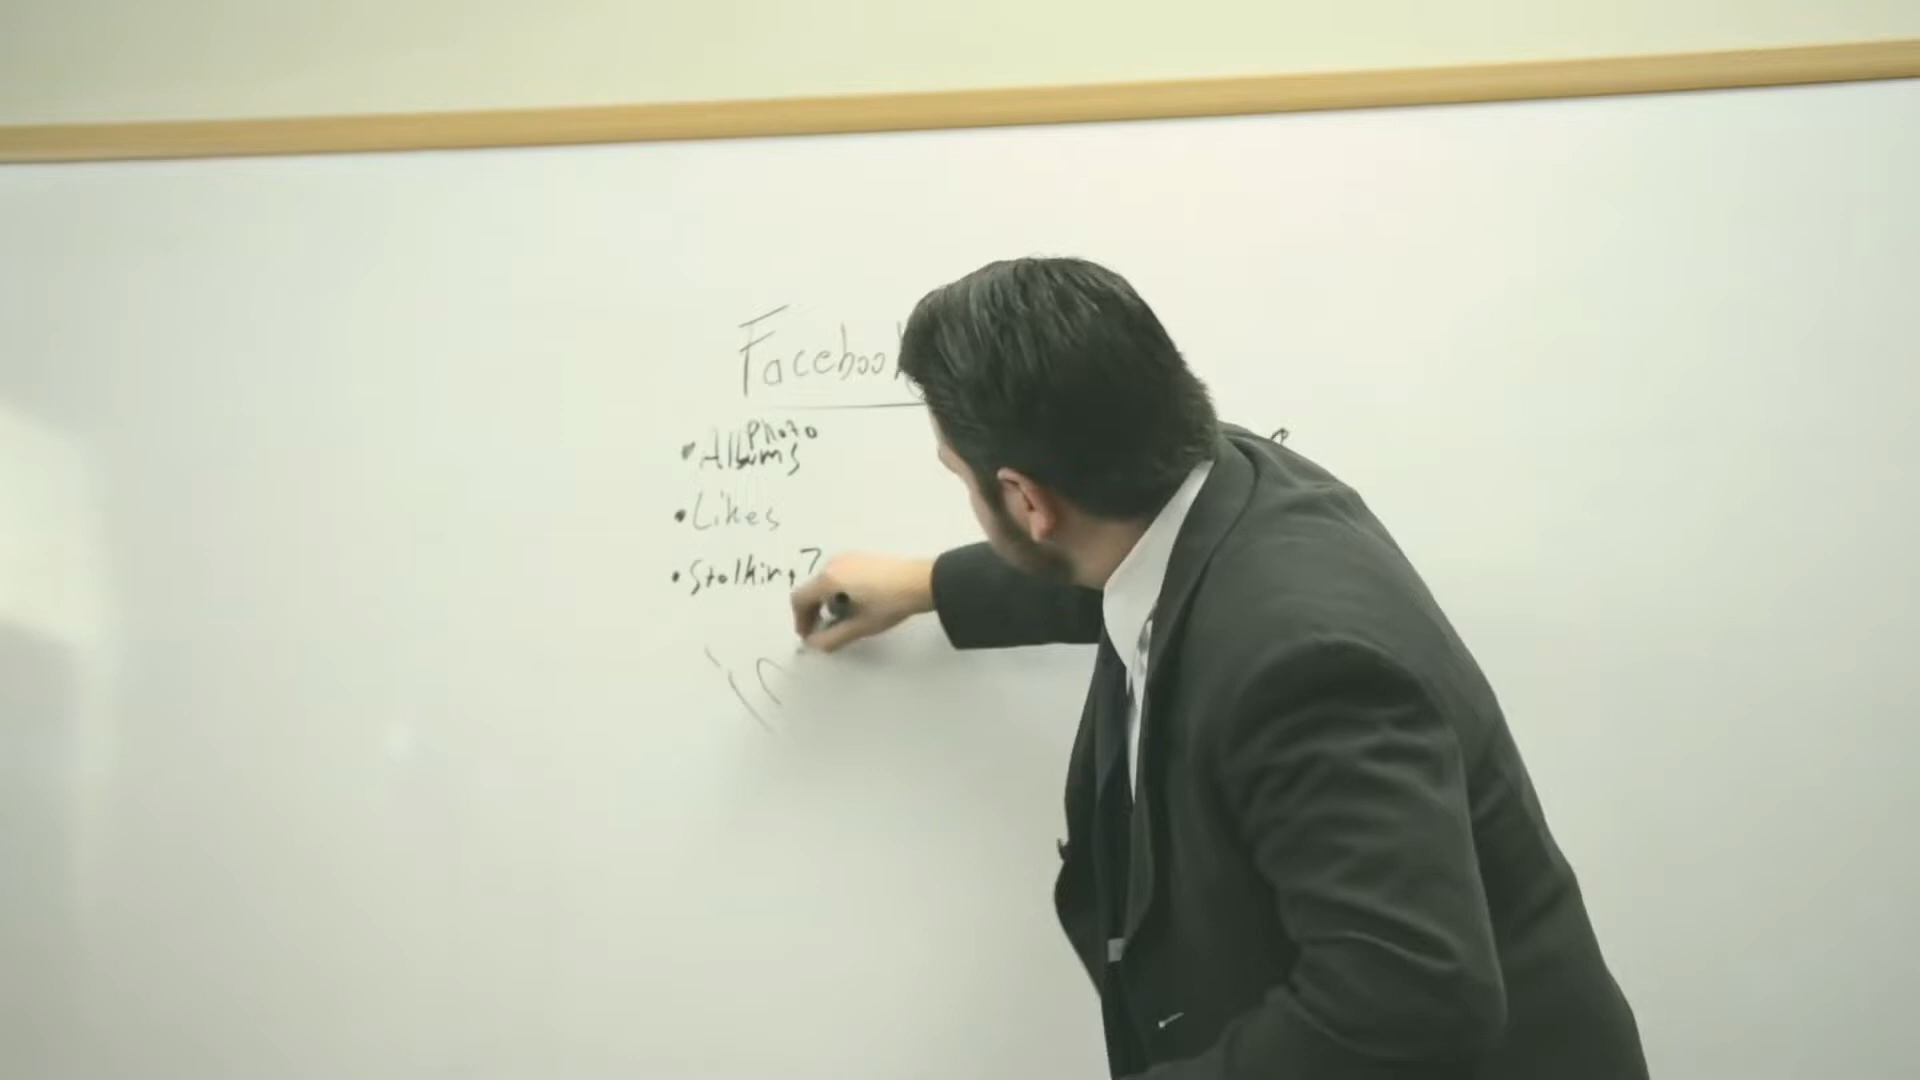 Facebook
Photo
• Albums
• Likes
• Stalking?